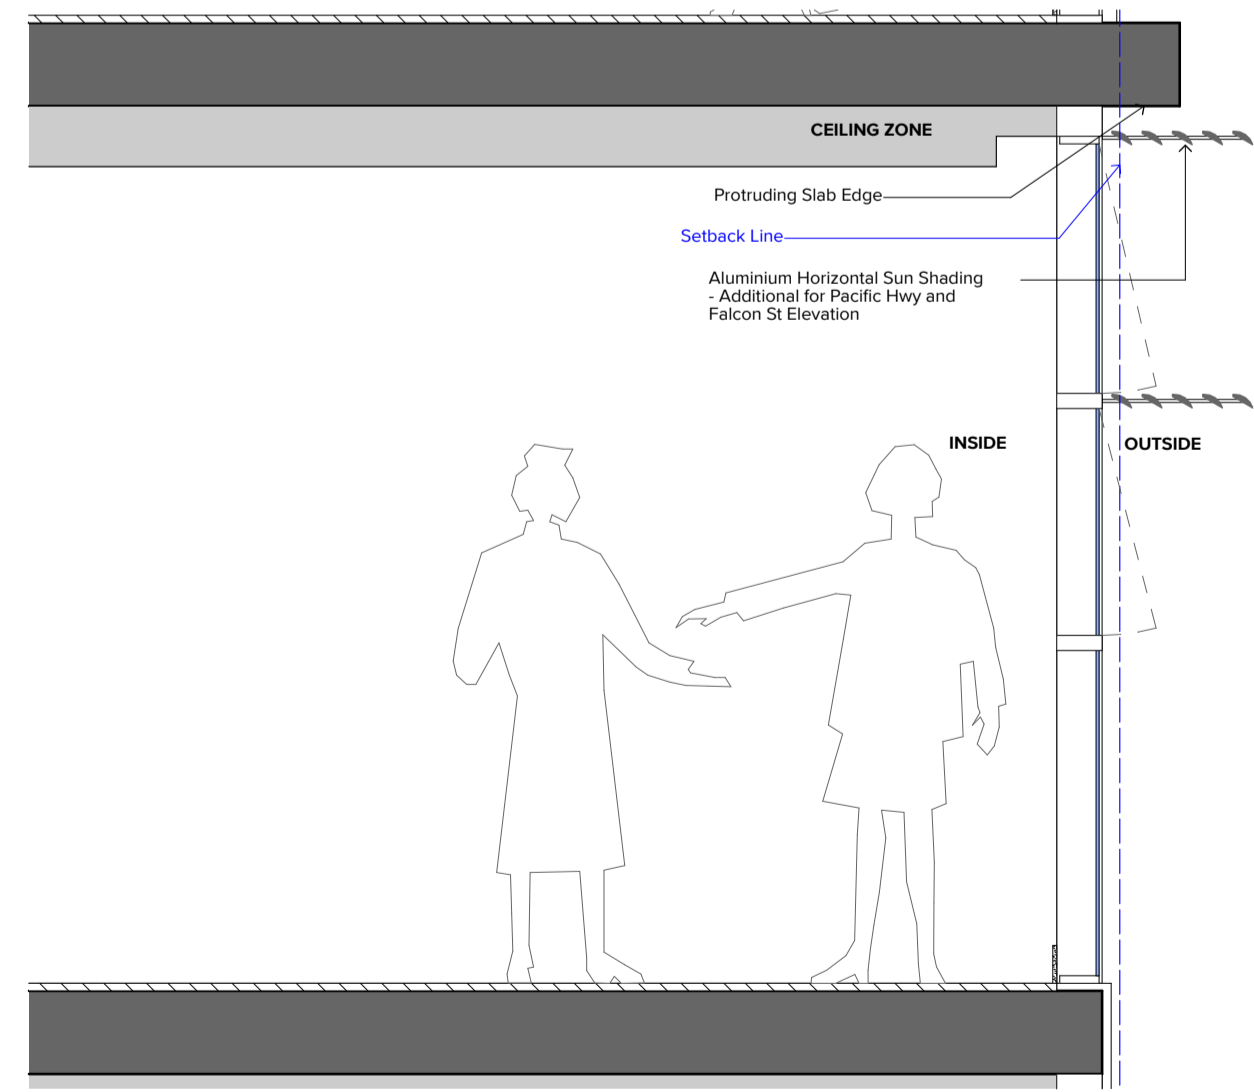 CEILING ZONE
Protruding Slab Edge
Setback Line
Aluminium Horizontal Sun Shading
- Additional for Pacific Hwy and
Falcon St Elevation
INSIDE
OUTSIDE